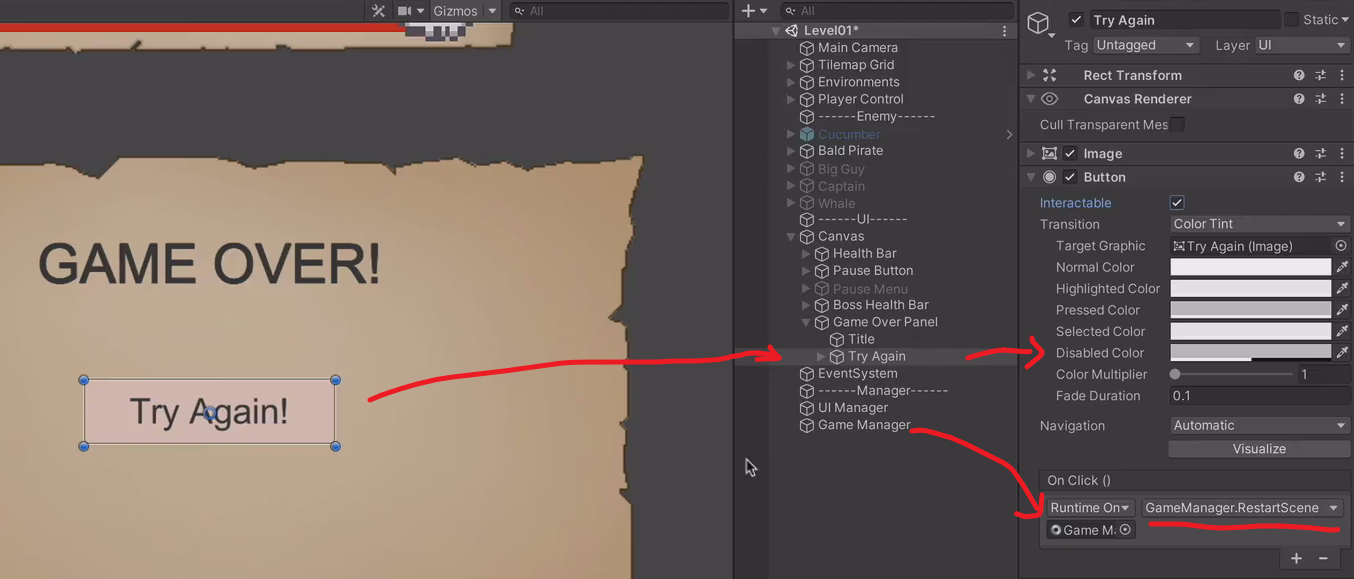 Gizmos
All
GAME OVER!
Try Again!
All
Level01*
Main Camera
Tilemap Grid
Environments
Player Control
------Enemy------
Cucumber
Bald Pirate
Big Guy
Captain
Whale
------UI------
Canvas
Health Bar
Pause Button
Pause Menu
Boss Health Bar
Game Over Panel
Title
Try Again
EventSystem
------Manager------
UI Manager
Game Manager
Try Again Static
Tag Untagged Layer UI
Rect Transform
Canvas Renderer
Cull Transparent Mes
Image
Button
Interactable
Transition Color Tint
Target Graphic Try Again (Image)
Normal Color
Highlighted Color
Pressed Color
Selected Color
Disabled Color
Color Multiplier 1
Fade Duration 0.1
Navigation Automatic
Visualize
On Click ()
Runtime On GameManager.RestartScene
Game M